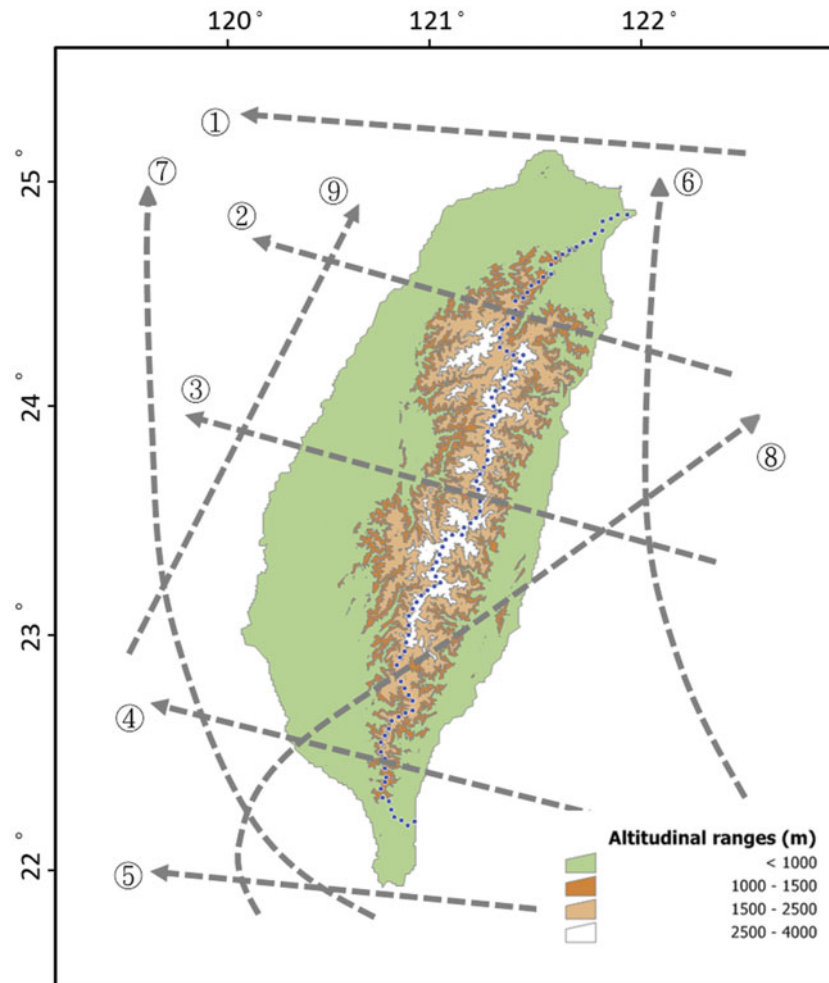 120° 121° 122°
①
⑦
⑥
25°
⑨
②
24°
③
⑧
23°
④
Altitudinal ranges (m)
< 1000
22°
⑤
1000 - 1500
1500 - 2500
2500 - 4000